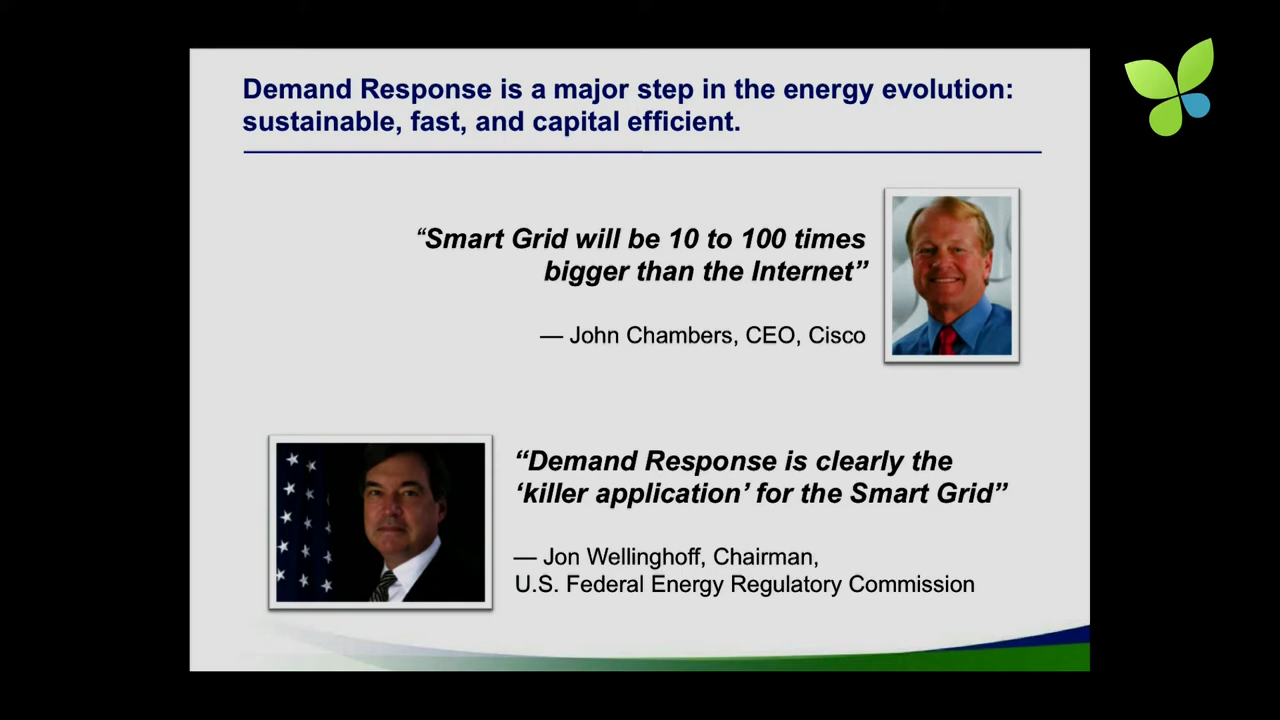 Demand Response is a major step in the energy evolution:
sustainable, fast, and capital efficient.
“Smart Grid will be 10 to 100 times
bigger than the Internet”
— John Chambers, CEO, Cisco
“Demand Response is clearly the
‘killer application’ for the Smart Grid”
— Jon Wellinghoff, Chairman,
U.S. Federal Energy Regulatory Commission